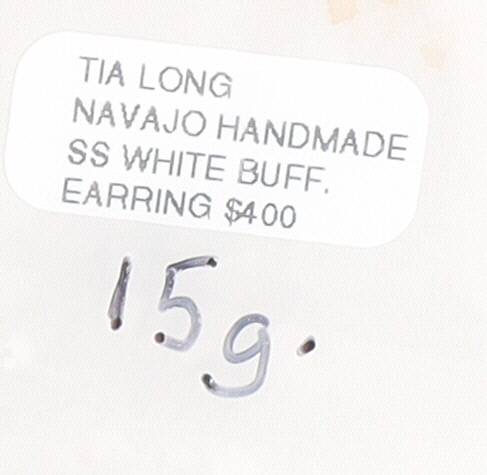 TIA LONG
NAVAJO HANDMADE
SS WHITE BUFF.
EARRING $400
15g.